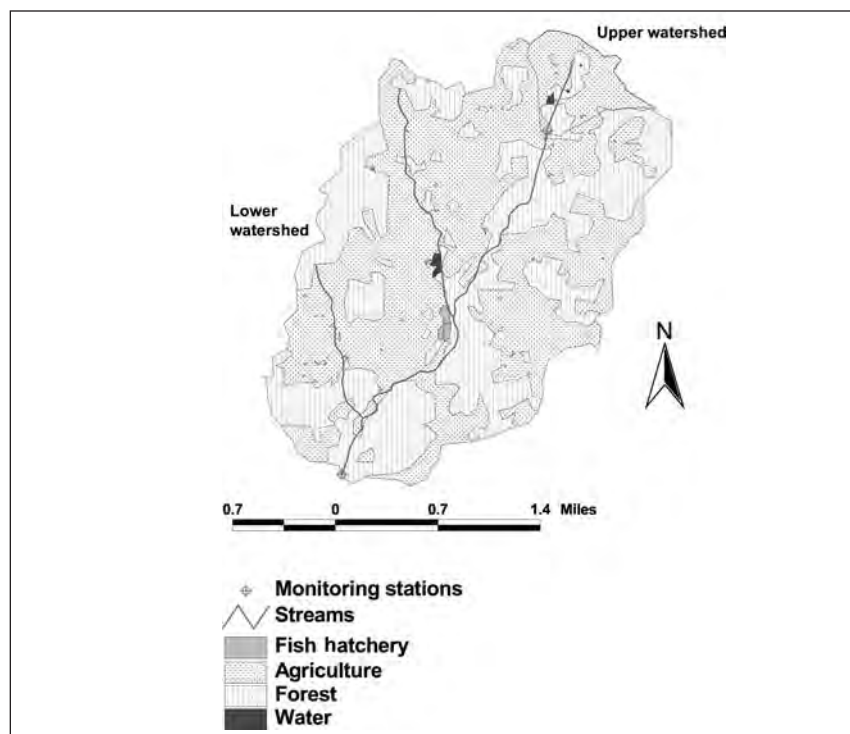 Upper watershed
Lower
watershed
N
0.7 0 0.7 1.4 Miles
Monitoring stations
Streams
Fish hatchery
Agriculture
Forest
Water